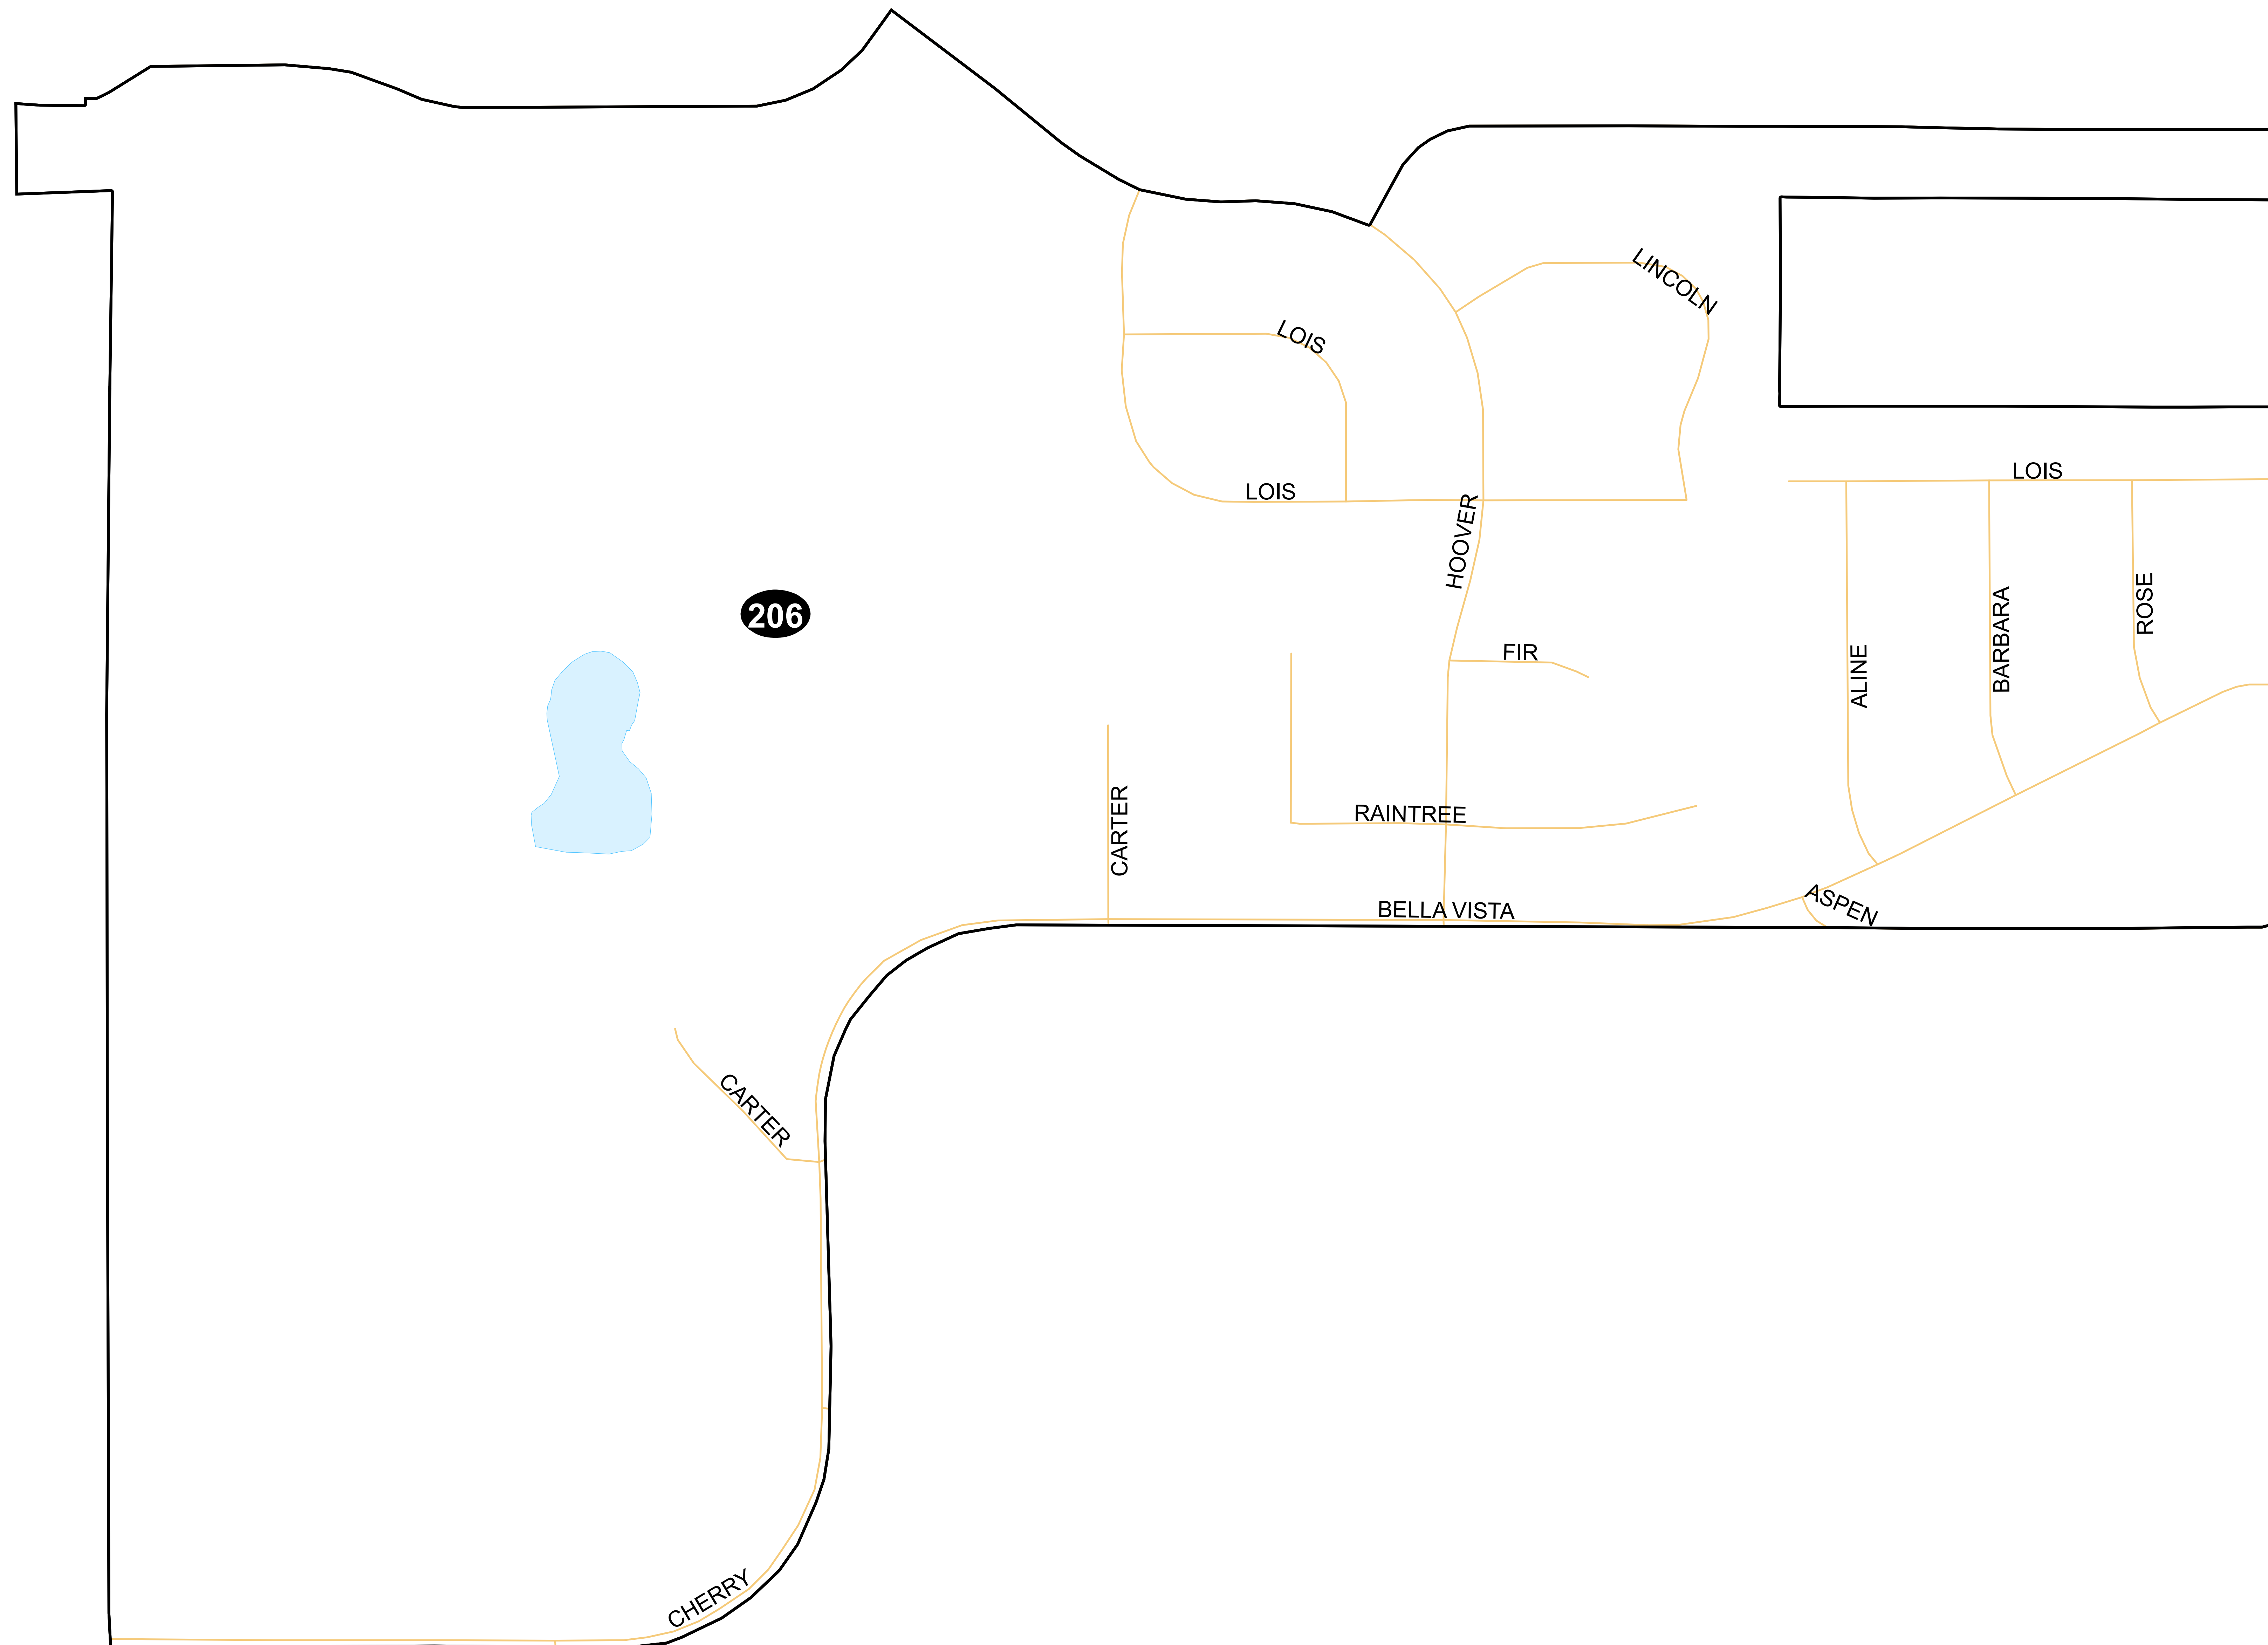 LINCOLN
LOIS
LOIS
LOIS
HOOVER
206
ROSE
BARBARA
FIR
ALINE
RAINTREE
CARTER
BELLA VISTA
ASPEN
CARTER
CHERRY